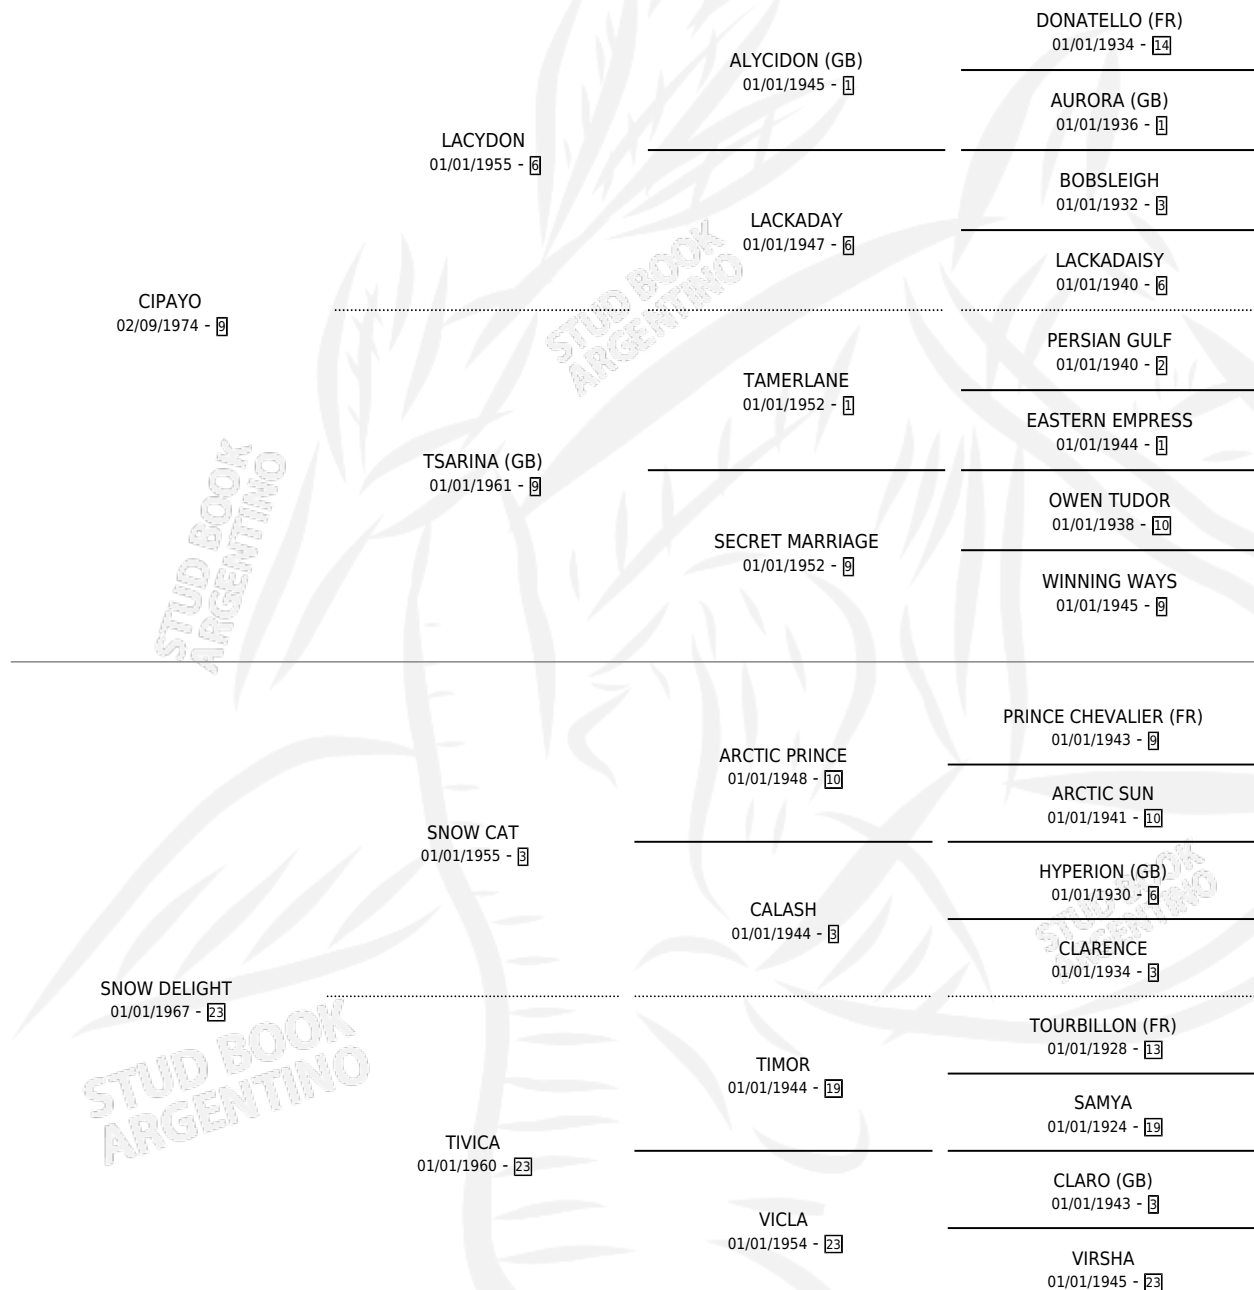 DONATELLO (FR)
01/01/1934 - 14
ALYCIDON (GB)
01/01/1945 - 1
AURORA (GB)
01/01/1936 - 1
LACYDON
01/01/1955 - 6
BOBSLEIGH
01/01/1932 - 3
LACKADAY
01/01/1947 - 6
LACKADAISY
01/01/1940 - 6
CIPAYO
02/09/1974 - 9
PERSIAN GULF
01/01/1940 - 2
TAMERLANE
01/01/1952 - 1
EASTERN EMPRESS
01/01/1944 - 1
TSARINA (GB)
01/01/1961 - 9
OWEN TUDOR
01/01/1938 - 10
SECRET MARRIAGE
01/01/1952 - 9
WINNING WAYS
01/01/1945 - 9
PRINCE CHEVALIER (FR)
01/01/1943 - 9
ARCTIC PRINCE
01/01/1948 - 10
ARCTIC SUN
01/01/1941 - 10
SNOW CAT
01/01/1955 - 3
HYPERION (GB)
01/01/1930 - 6
CALASH
01/01/1944 - 3
CLARENCE
01/01/1934 - 3
SNOW DELIGHT
01/01/1967 - 23
TOURBILLON (FR)
01/01/1928 - 13
TIMOR
01/01/1944 - 19
SAMYA
01/01/1924 - 19
TIVICA
01/01/1960 - 23
CLARO (GB)
01/01/1943 - 3
VICLA
01/01/1954 - 23
VIRSHA
01/01/1945 - 23
STUD BOOK
ARGENTINO
STUD BOOK
ARGENTINO
STUD BOOK
ARGENTINO
STUD BOOK
ARGENTINO